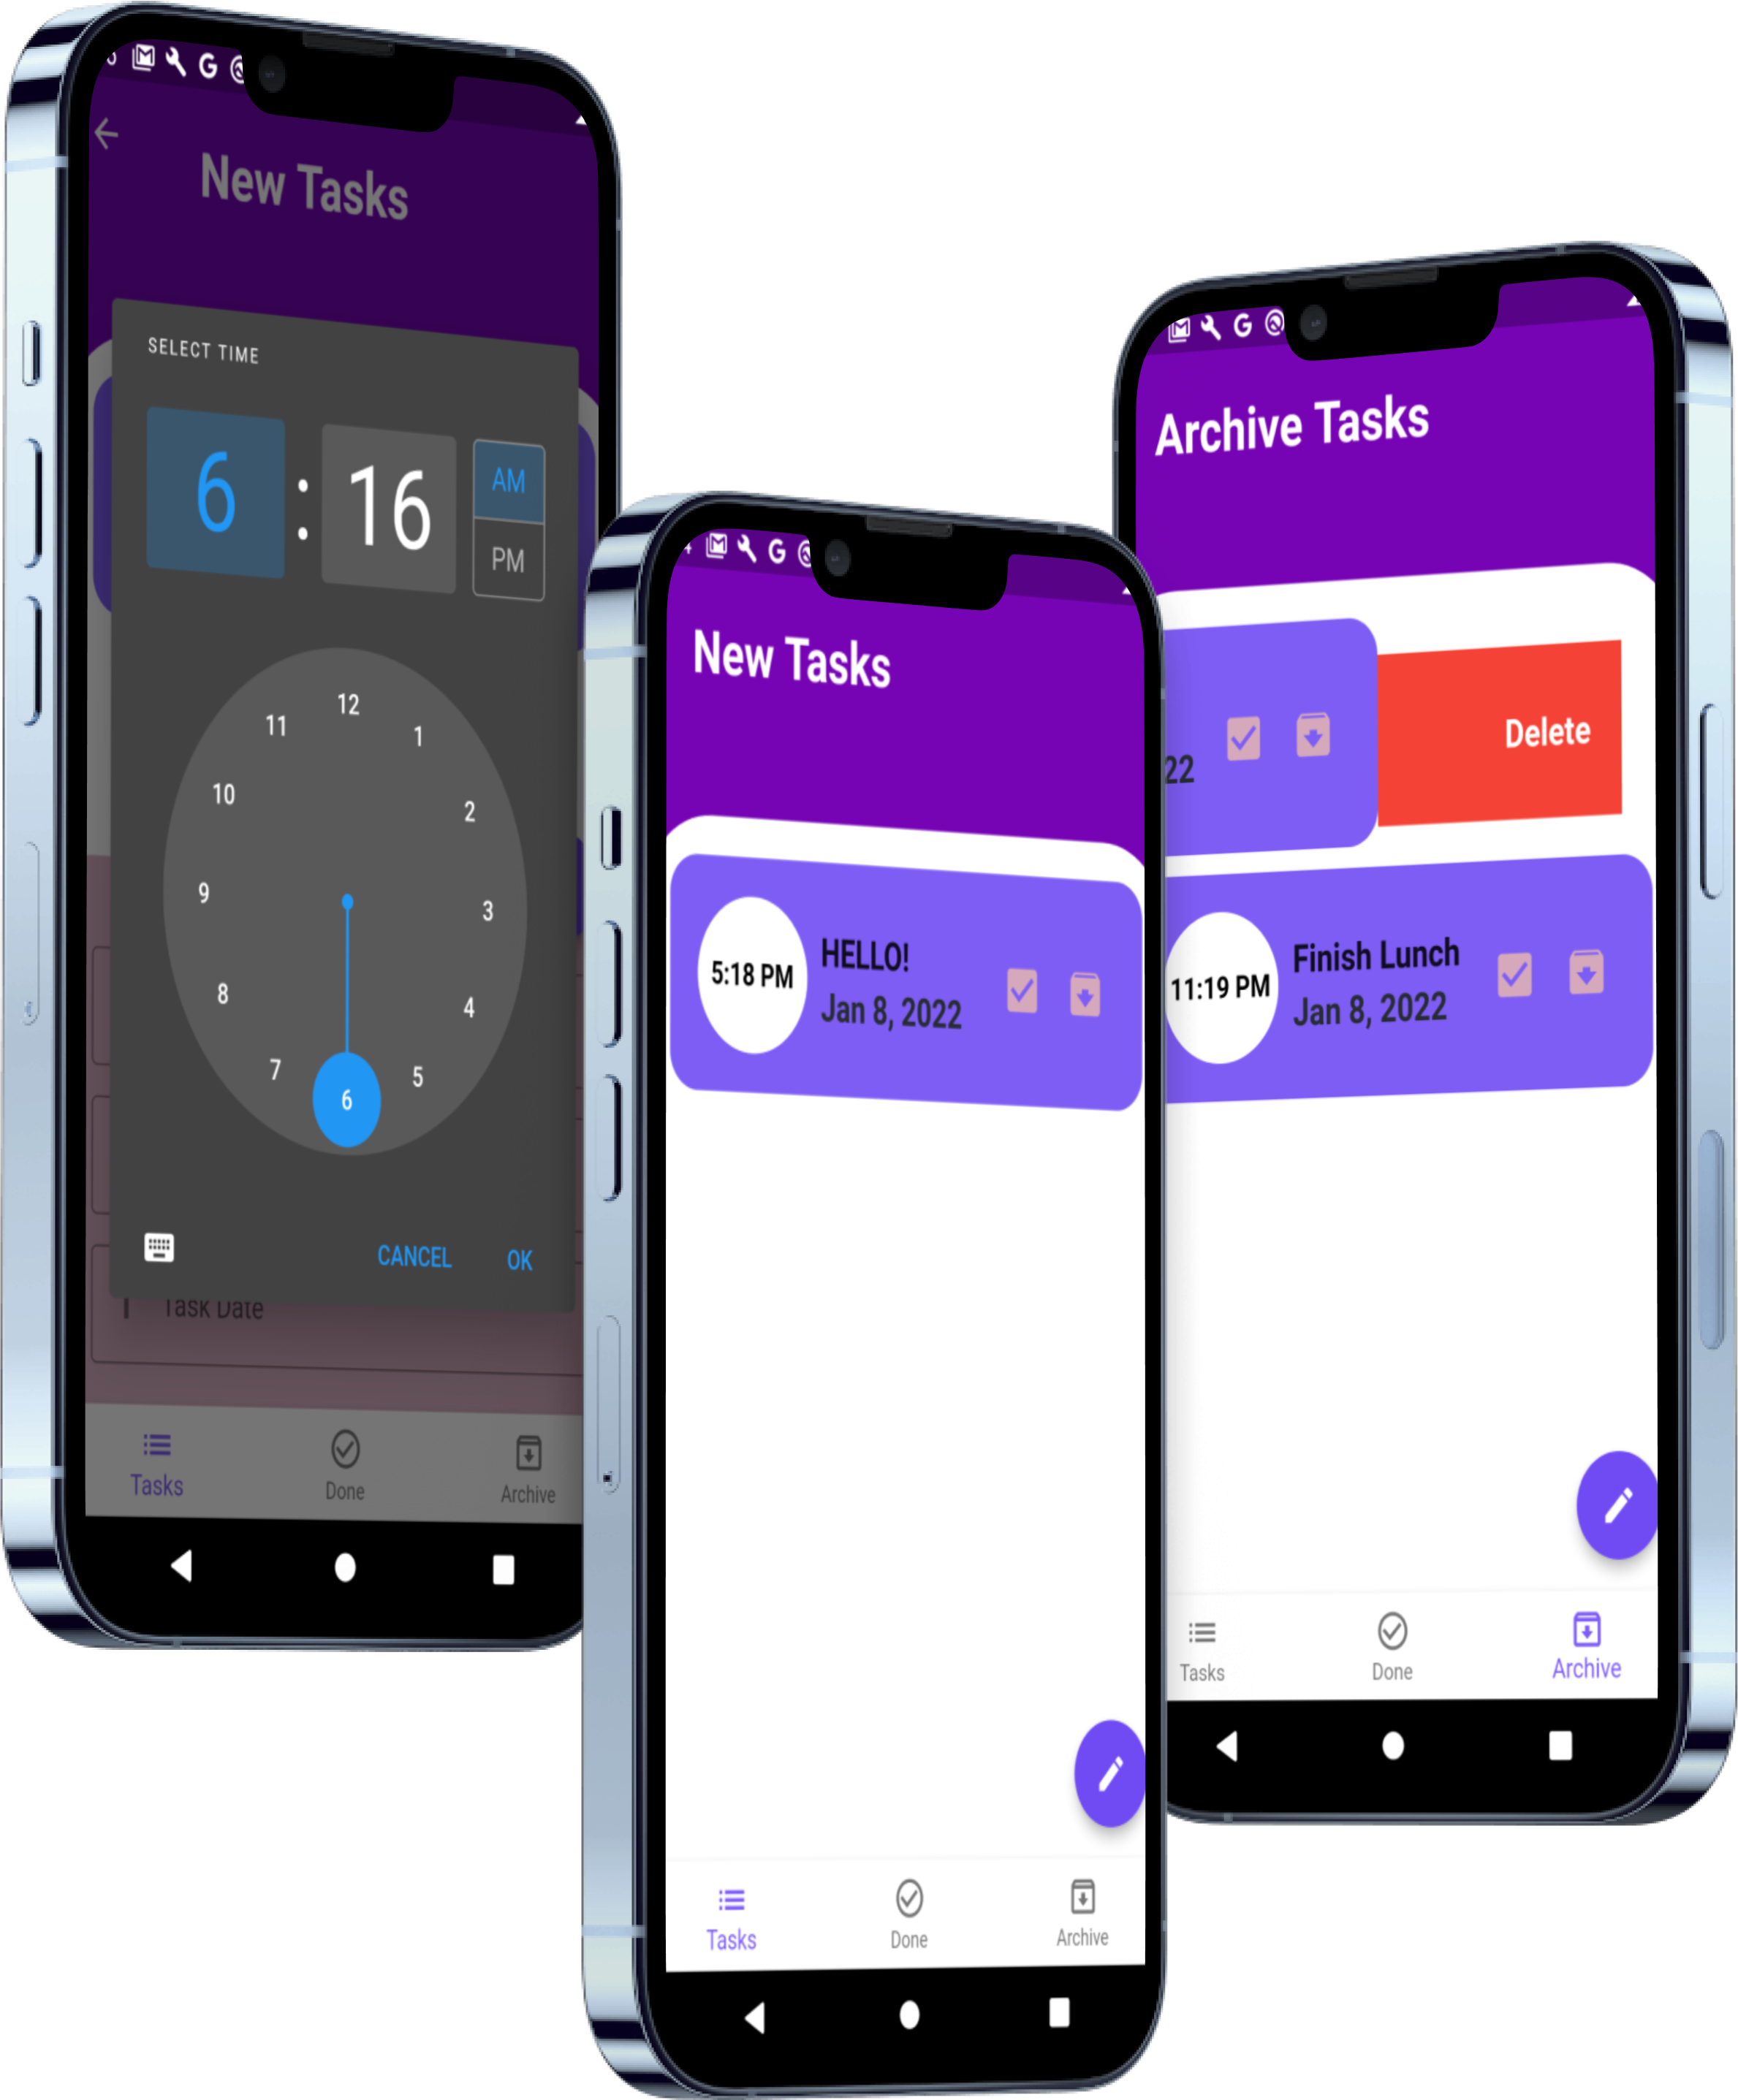 New Tasks
SELECT TIME
6 : 16
AM
PM
12
1
2
3
4
5
6
7
8
9
10
11
CANCEL
OK
Task Date
Tasks
Done
Archive
New Tasks
5:18 PM
HELLO!
Jan 8, 2022
Tasks
Done
Archive
Archive Tasks
22
Delete
11:19 PM
Finish Lunch
Jan 8, 2022
Tasks
Done
Archive